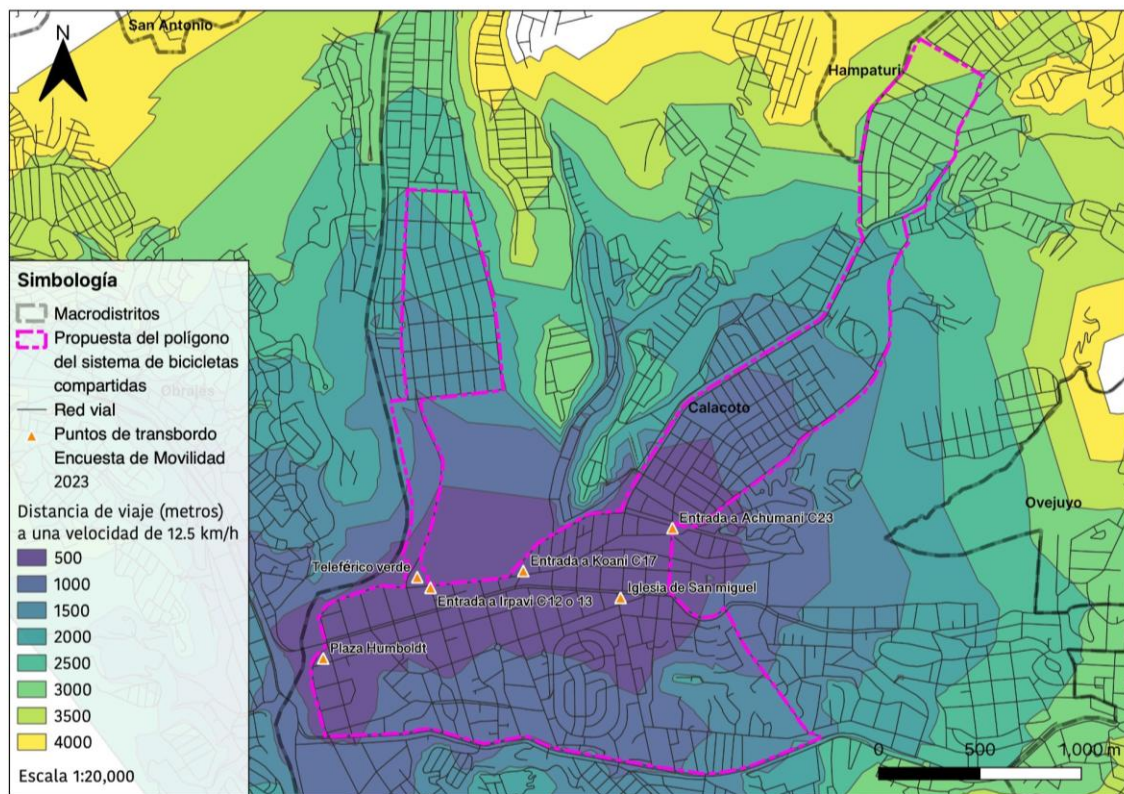 San Antonio
N
Hampaturi
Simbología
Macrodistritos
Propuesta del polígono
del sistema de bicicletas
compartidas
Obrajes
Red vial
Puntos de transbordo
Encuesta de Movilidad
2023
Distancia de viaje (metros)
a una velocidad de 12.5 km/h
500
1000
1500
2000
2500
3000
3500
4000
Escala 1:20,000
Calacoto
Ovejuyo
Entrada a Achumani C23
Entrada a Koani C17
Teleférico verde
Entrada a Irpavi C12 o 13
Iglesia de San miguel
Plaza Humboldt
0 500 1,000 m